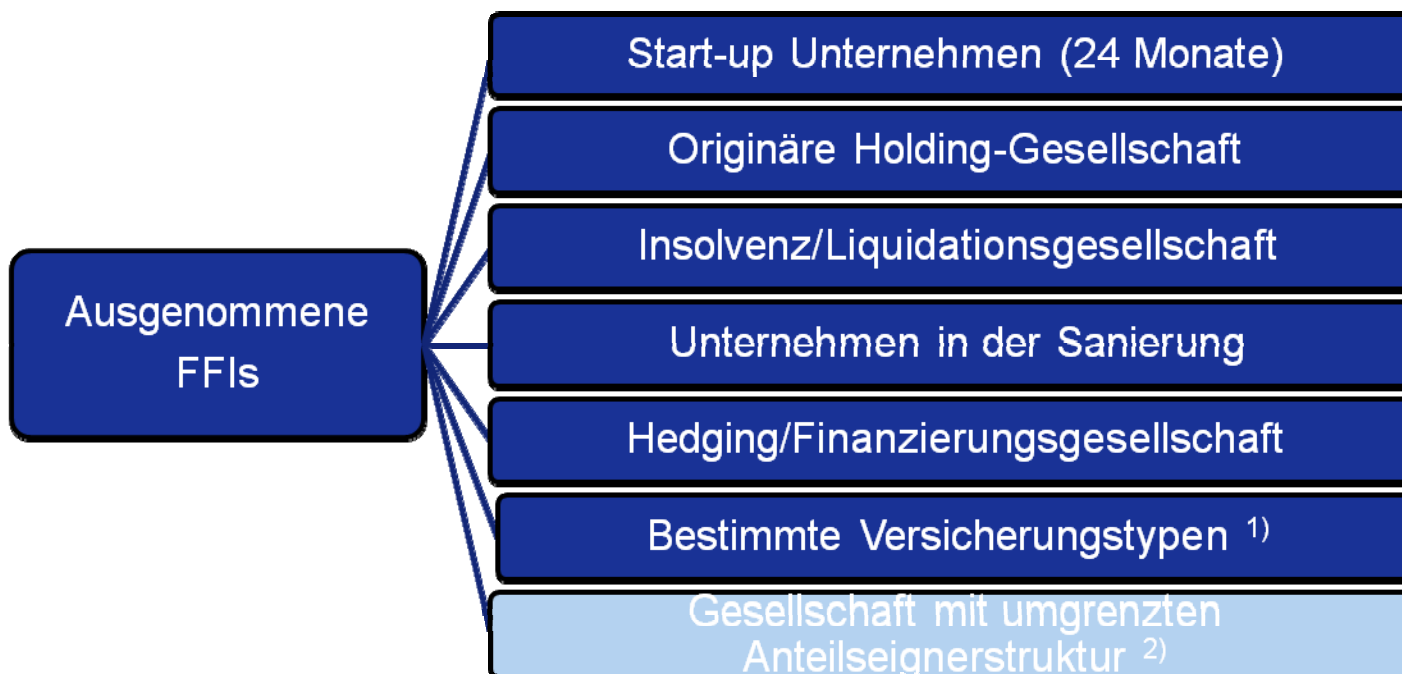 Start-up Unternehmen (24 Monate)
Originäre Holding-Gesellschaft
Insolvenz/Liquidationsgesellschaft
Ausgenommene
FFIs
Unternehmen in der Sanierung
Hedging/Finanzierungsgesellschaft
Bestimmte Versicherungstypen 1)
Gesellschaft mit umgrenzten
Anteilseignerstruktur 2)